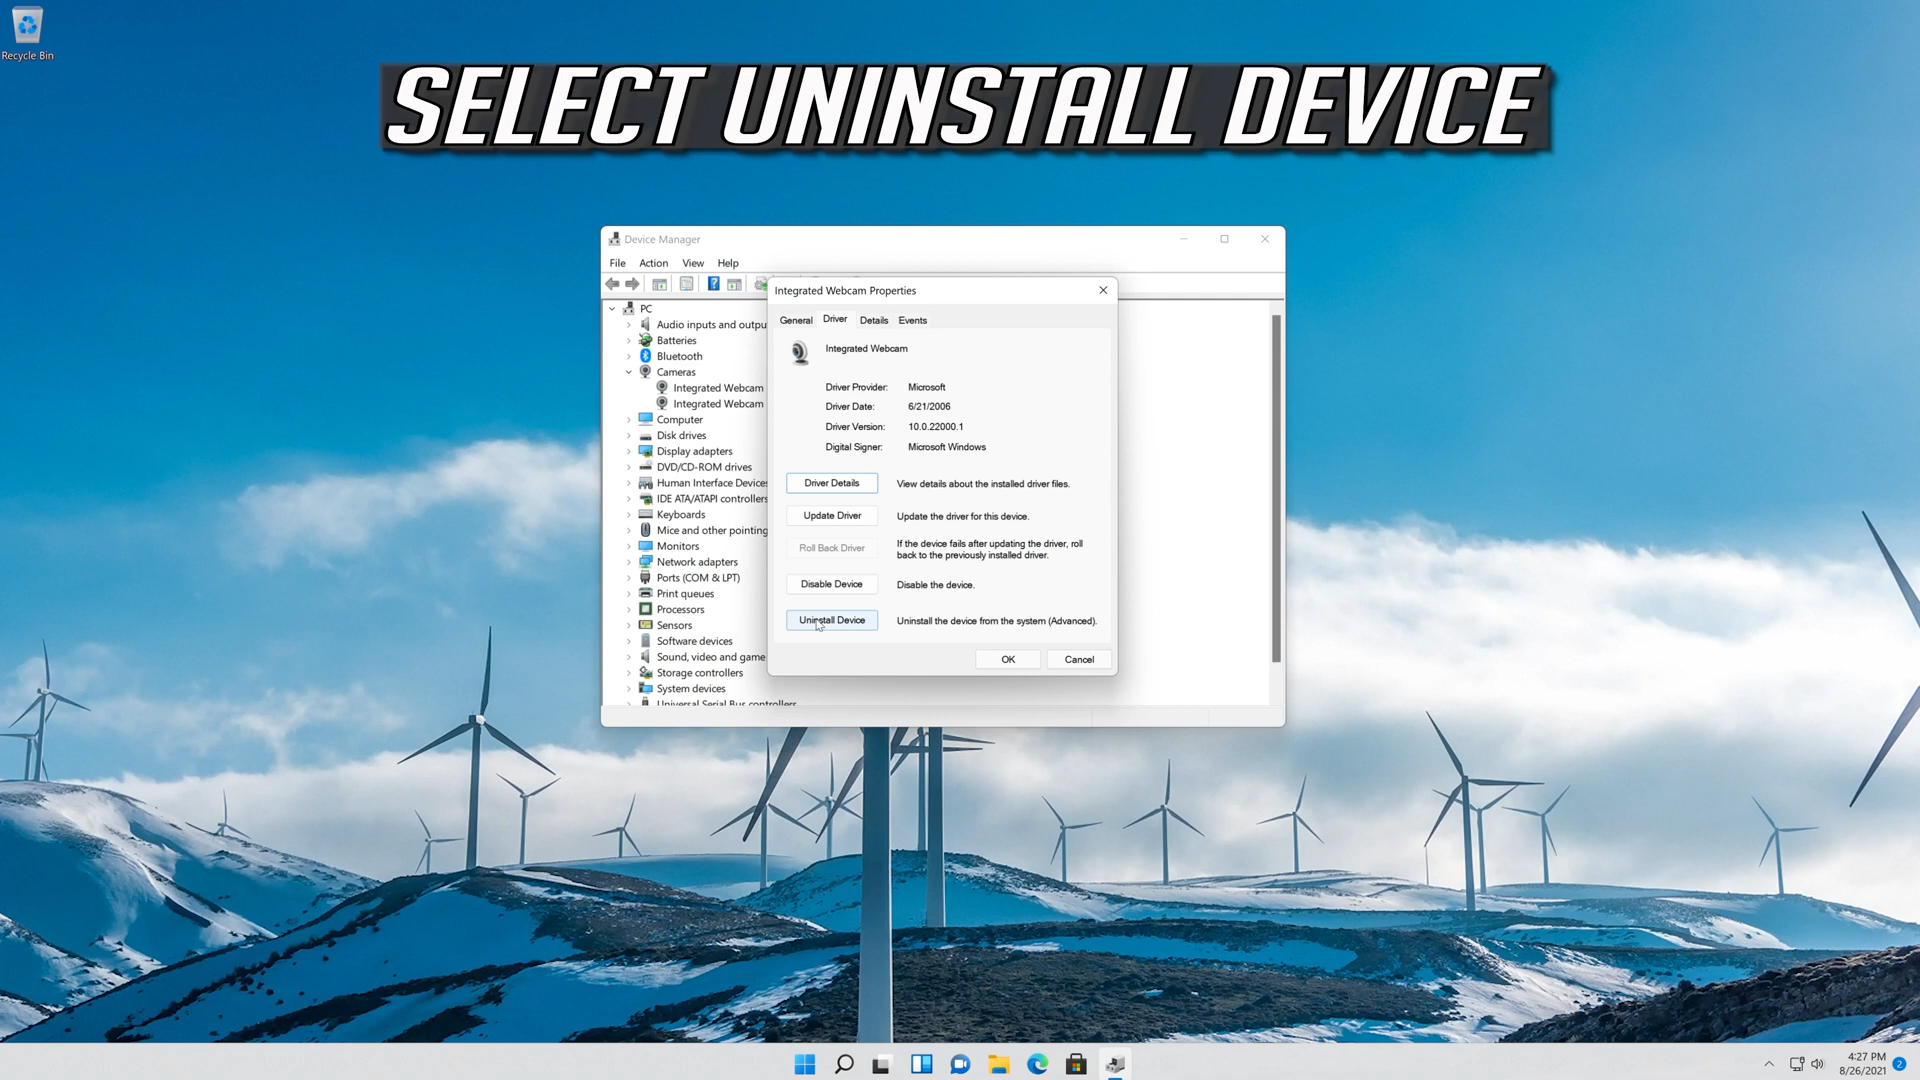 Recycle Bin
SELECT UNINSTALL DEVICE
Device Manager
File Action View Help
PC
Audio inputs and outpu
Batteries
Bluetooth
Cameras
Integrated Webcam
Integrated Webcam
Computer
Disk drives
Display adapters
DVD/CD-ROM drives
Human Interface Devices
IDE ATA/ATAPI controllers
Keyboards
Mice and other pointing
Monitors
Network adapters
Ports (COM & LPT)
Print queues
Processors
Sensors
Software devices
Sound, video and game
Storage controllers
System devices
Universal Serial Bus controllers
Integrated Webcam Properties
General Driver Details Events
Integrated Webcam
Driver Provider: Microsoft
Driver Date: 6/21/2006
Driver Version: 10.0.22000.1
Digital Signer: Microsoft Windows
Driver Details View details about the installed driver files.
Update Driver Update the driver for this device.
Roll Back Driver If the device fails after updating the driver, roll
back to the previously installed driver.
Disable Device Disable the device.
Uninstall Device Uninstall the device from the system (Advanced).
OK Cancel
4:27 PM
8/26/2021
2